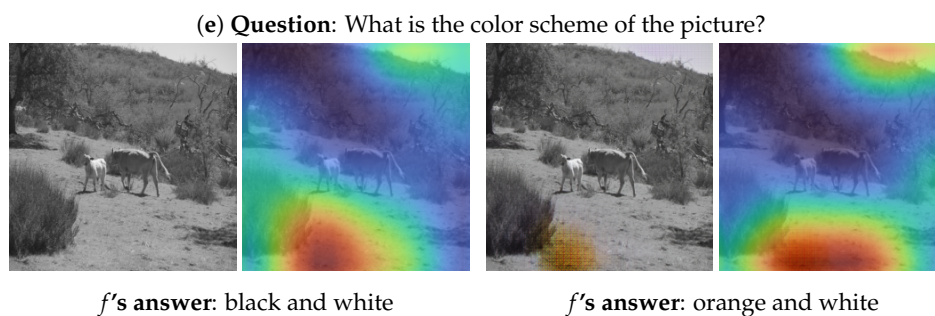 (e) Question: What is the color scheme of the picture?
f's answer: black and white
f's answer: orange and white